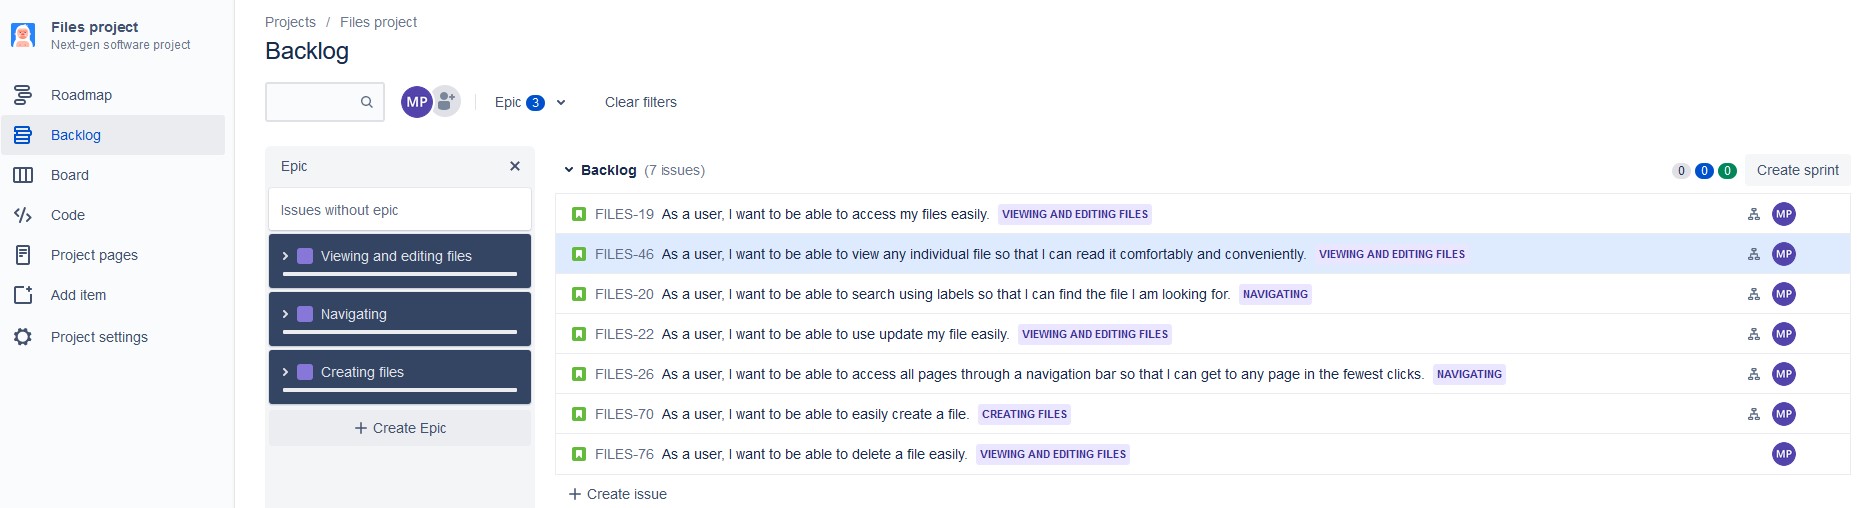 Files project
Next-gen software project
Roadmap
Backlog
Board
Code
Project pages
Add item
Project settings
Projects / Files project
Backlog
MP
Epic 3
Clear filters
Epic
Issues without epic
Viewing and editing files
Navigating
Creating files
+ Create Epic
Backlog (7 issues) 0 0 0 Create sprint
FILES-19 As a user, I want to be able to access my files easily. VIEWING AND EDITING FILES MP
FILES-46 As a user, I want to be able to view any individual file so that I can read it comfortably and conveniently. VIEWING AND EDITING FILES MP
FILES-20 As a user, I want to be able to search using labels so that I can find the file I am looking for. NAVIGATING MP
FILES-22 As a user, I want to be able to use update my file easily. VIEWING AND EDITING FILES MP
FILES-26 As a user, I want to be able to access all pages through a navigation bar so that I can get to any page in the fewest clicks. NAVIGATING MP
FILES-70 As a user, I want to be able to easily create a file. CREATING FILES MP
FILES-76 As a user, I want to be able to delete a file easily. VIEWING AND EDITING FILES MP
+ Create issue